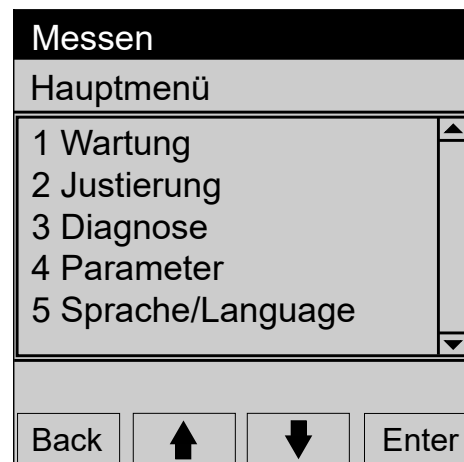 Messen
Hauptmenü
1 Wartung
2 Justierung
3 Diagnose
4 Parameter
5 Sprache/Language
Back Enter